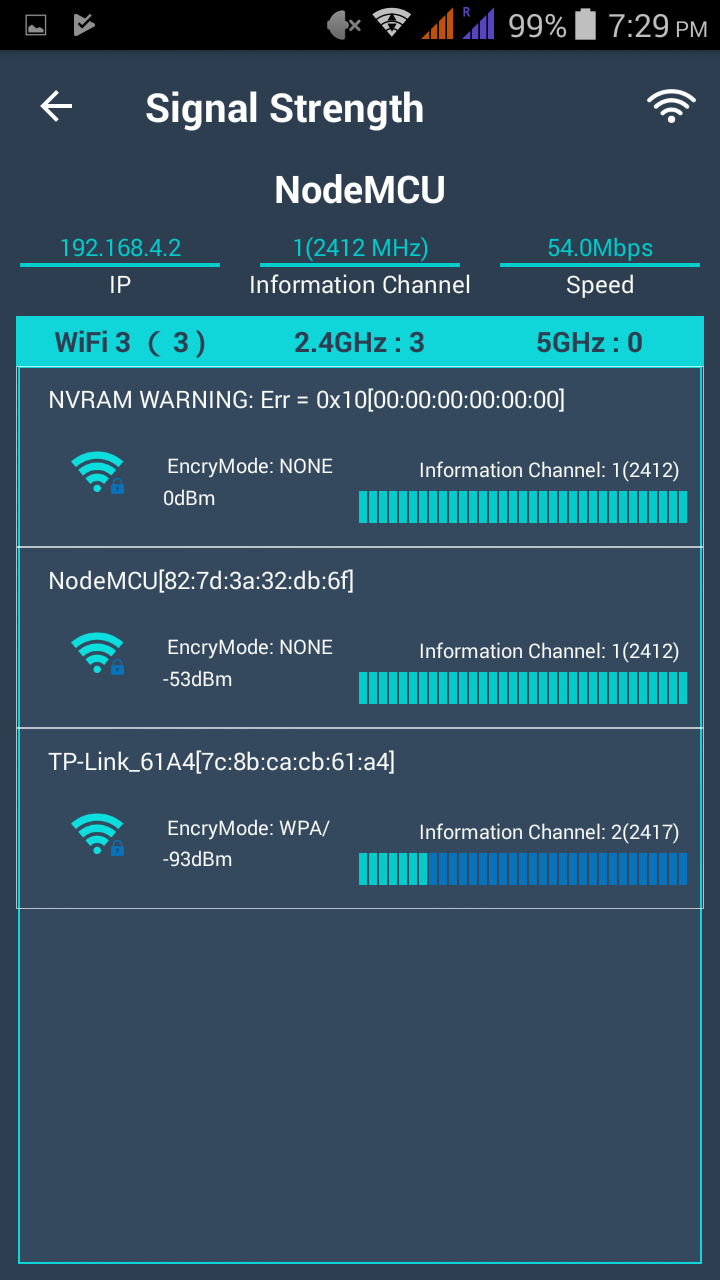 R 99% 7:29 PM
Signal Strength
NodeMCU
192.168.4.2 1(2412 MHz) 54.0Mbps
IP Information Channel Speed
WiFi 3 ( 3 ) 2.4GHz : 3 5GHz : 0
NVRAM WARNING: Err = 0x10[00:00:00:00:00:00]
EncryMode: NONE Information Channel: 1(2412)
0dBm
NodeMCU[82:7d:3a:32:db:6f]
EncryMode: NONE Information Channel: 1(2412)
-53dBm
TP-Link_61A4[7c:8b:ca:cb:61:a4]
EncryMode: WPA/ Information Channel: 2(2417)
-93dBm